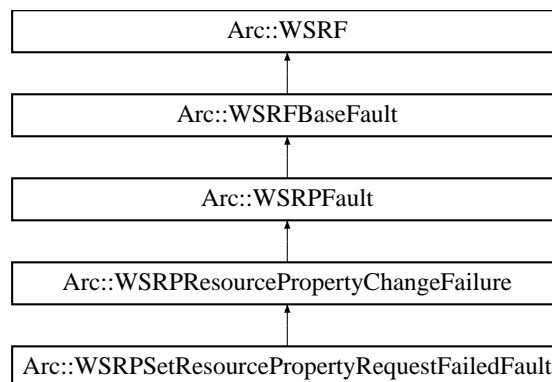 Arc::WSRF
Arc::WSRFBaseFault
Arc::WSRPFault
Arc::WSRPResourcePropertyChangeFailure
Arc::WSRPSetResourcePropertyRequestFailedFault